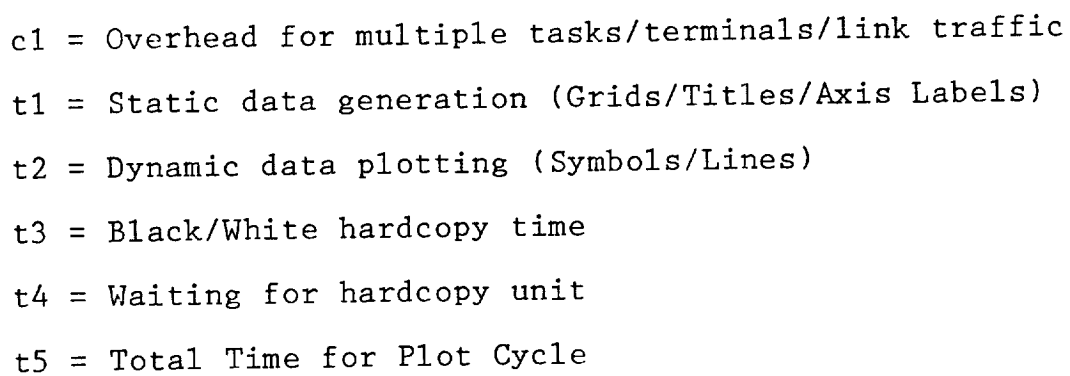 c1 = Overhead for multiple tasks/terminals/link traffic
t1 = Static data generation (Grids/Titles/Axis Labels)
t2 = Dynamic data plotting (Symbols/Lines)
t3 = Black/White hardcopy time
t4 = Waiting for hardcopy unit
t5 = Total Time for Plot Cycle